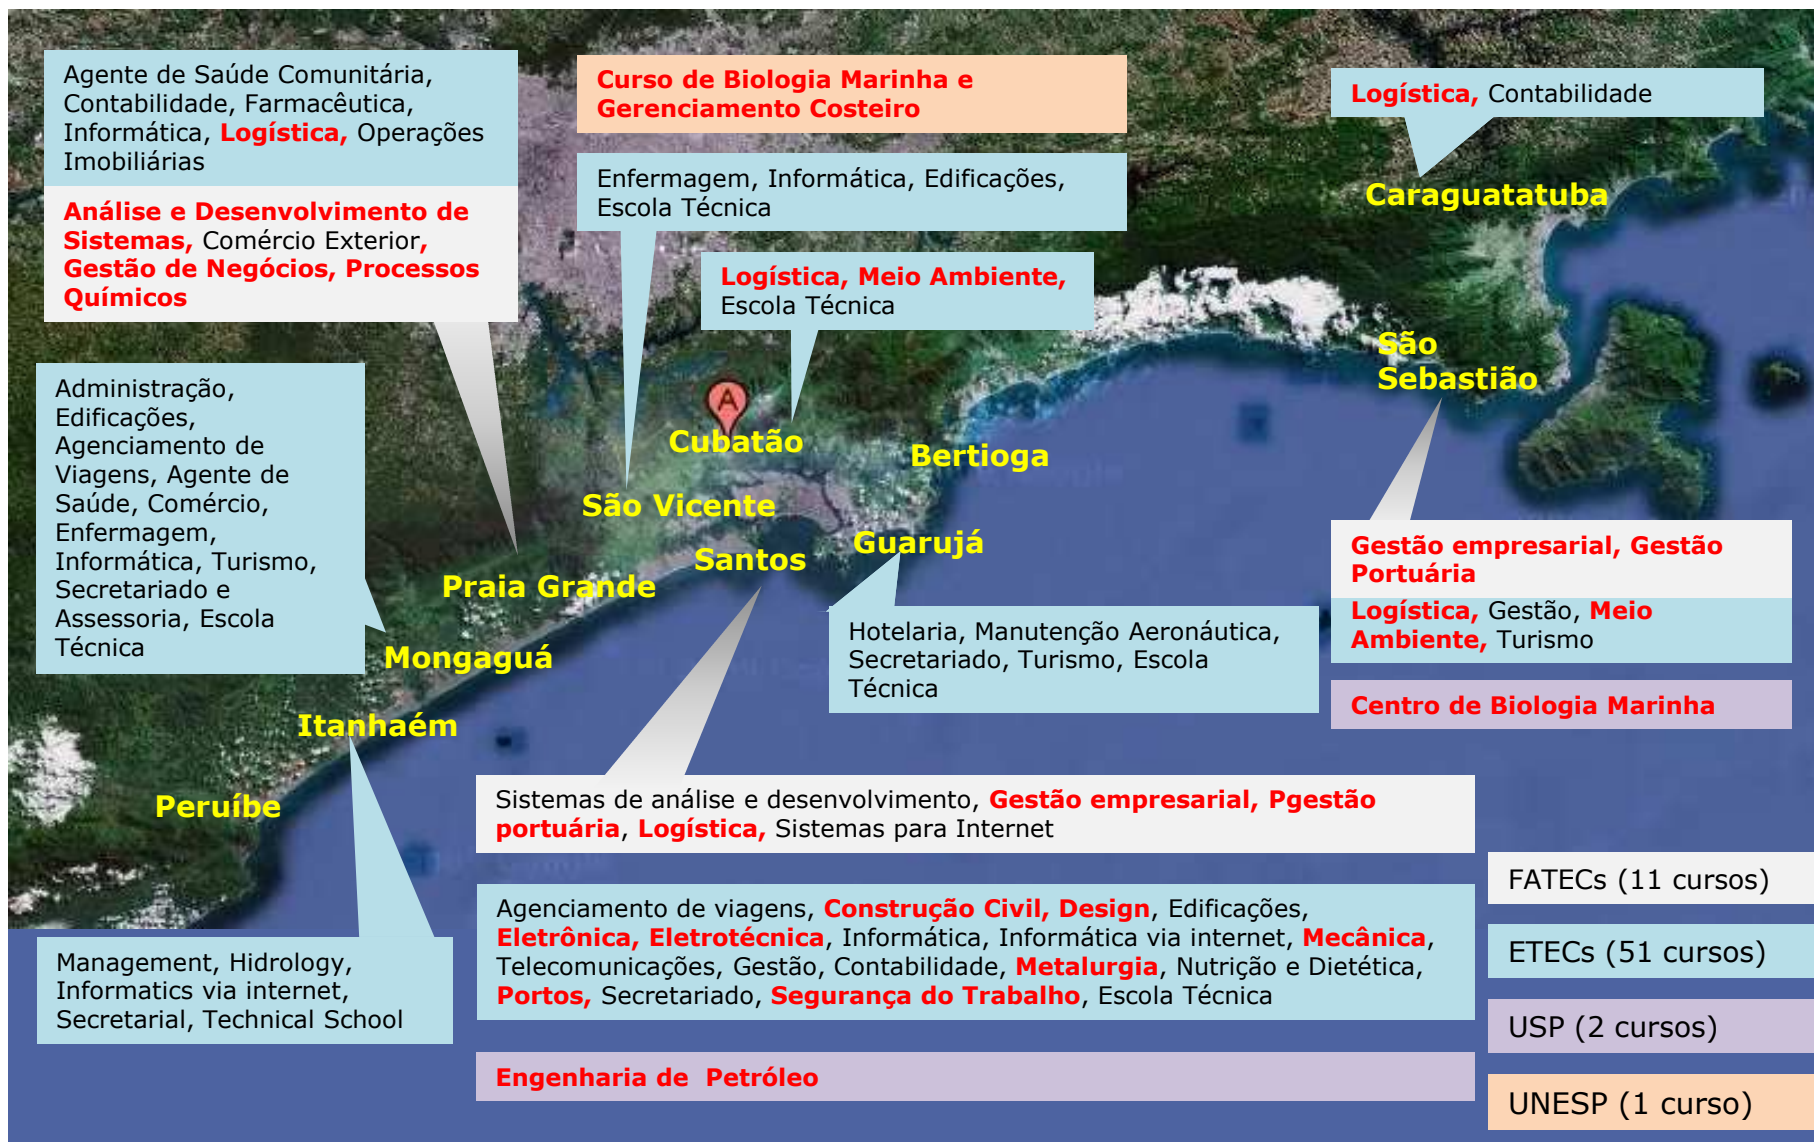 Agente de Saúde Comunitária,
Contabilidade, Farmacêutica,
Informática, Logística, Operações
Imobiliárias
Análise e Desenvolvimento de
Sistemas, Comércio Exterior,
Gestão de Negócios, Processos
Químicos
Curso de Biologia Marinha e
Gerenciamento Costeiro
Enfermagem, Informática, Edificações,
Escola Técnica
Logística, Meio Ambiente,
Escola Técnica
Logística, Contabilidade
Caraguatatuba
São
Sebastião
Administração,
Edificações,
Agenciamento de
Viagens, Agente de
Saúde, Comércio,
Enfermagem,
Informática, Turismo,
Secretariado e
Assessoria, Escola
Técnica
A
Cubatão
Bertioga
São Vicente
Guarujá
Santos
Praia Grande
Mongaguá
Itanhaém
Peruíbe
Gestão empresarial, Gestão
Portuária
Logística, Gestão, Meio
Ambiente, Turismo
Centro de Biologia Marinha
Hotelaria, Manutenção Aeronáutica,
Secretariado, Turismo, Escola
Técnica
Sistemas de análise e desenvolvimento, Gestão empresarial, Pgestão
portuária, Logística, Sistemas para Internet
Agenciamento de viagens, Construção Civil, Design, Edificações,
Eletrônica, Eletrotécnica, Informática, Informática via internet, Mecânica,
Telecomunicações, Gestão, Contabilidade, Metalurgia, Nutrição e Dietética,
Portos, Secretariado, Segurança do Trabalho, Escola Técnica
Engenharia de Petróleo
Management, Hidrology,
Informatics via internet,
Secretarial, Technical School
FATECs (11 cursos)
ETECs (51 cursos)
USP (2 cursos)
UNESP (1 curso)